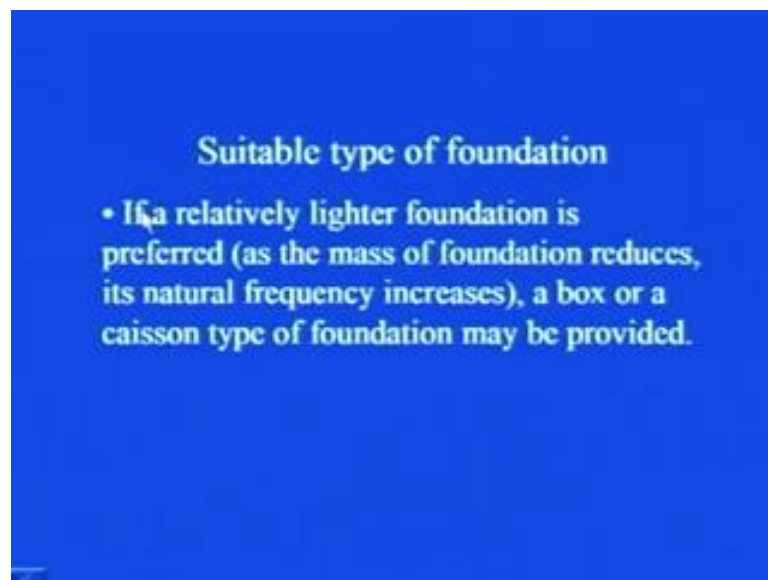 Suitable type of foundation
• If a relatively lighter foundation is
preferred (as the mass of foundation reduces,
its natural frequency increases), a box or a
caisson type of foundation may be provided.